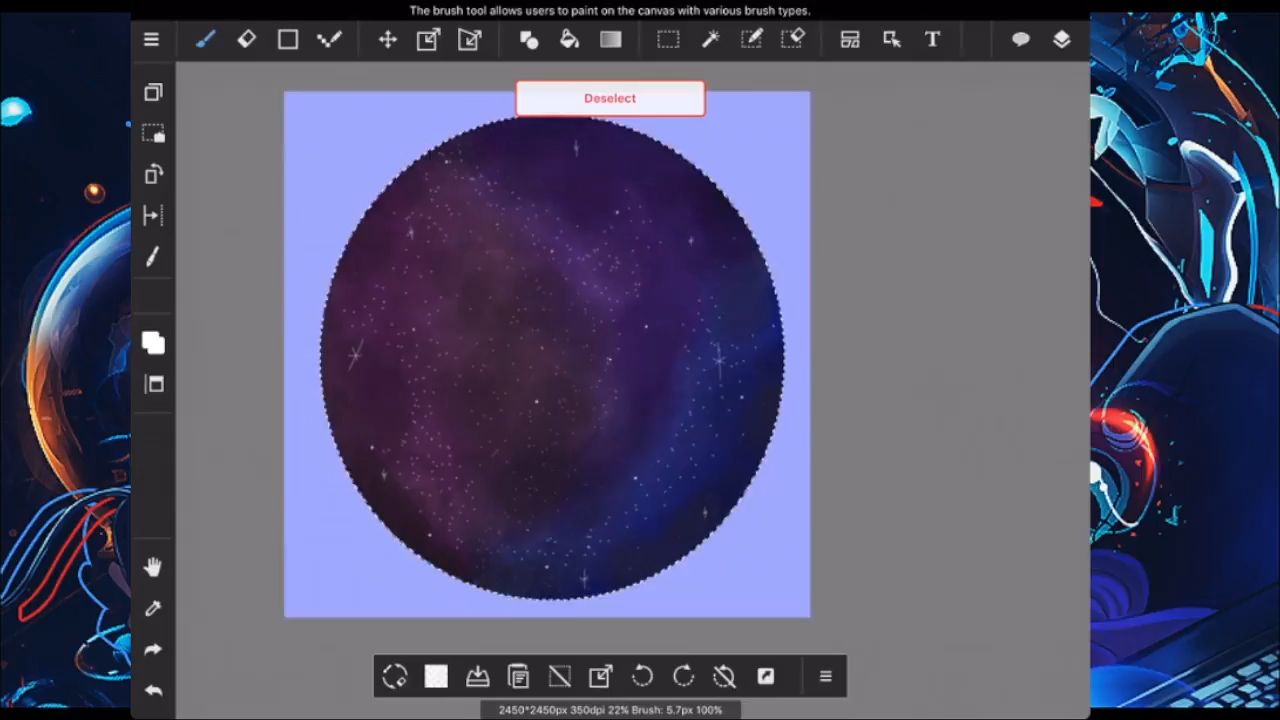 The brush tool allows users to paint on the canvas with various brush types.
T
Deselect
2450*2450px 350dpi 22% Brush: 5.7px 100%